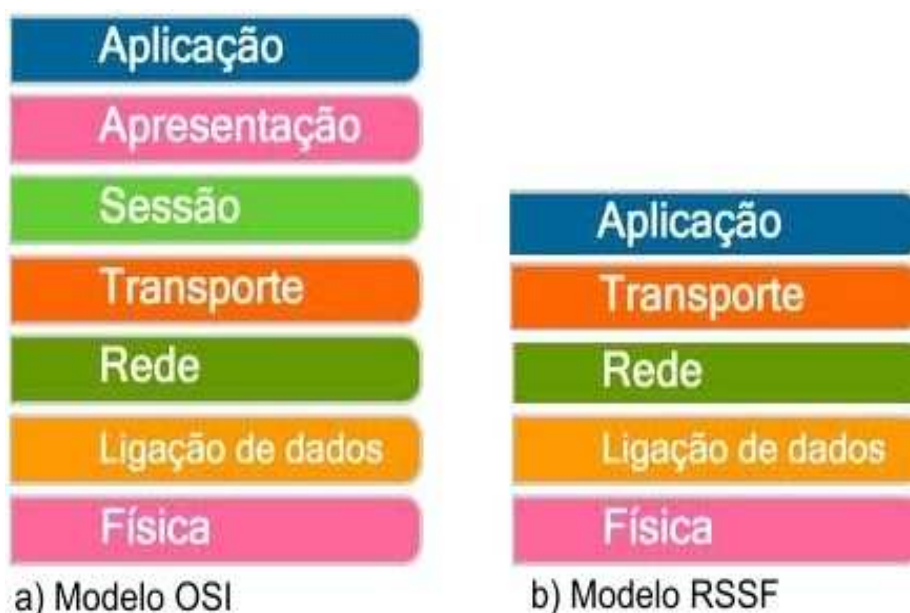 Aplicação
Apresentação
Sessão
Transporte
Rede
Ligação de dados
Física
a) Modelo OSI
Aplicação
Transporte
Rede
Ligação de dados
Física
b) Modelo RSSF